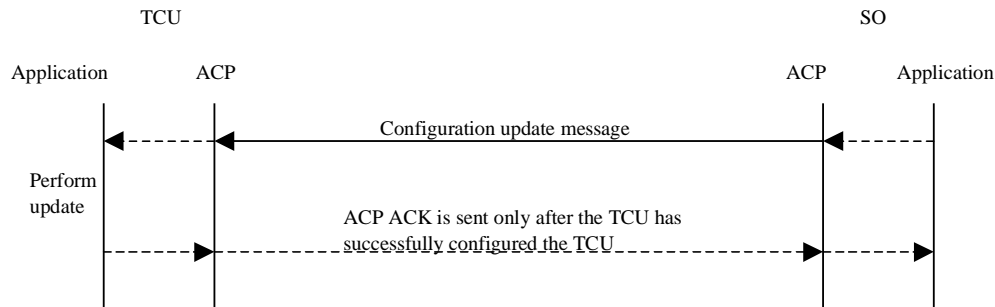 TCU
SO
Application
ACP
ACP
Application
Configuration update message
Perform
update
ACP ACK is sent only after the TCU has
successfully configured the TCU